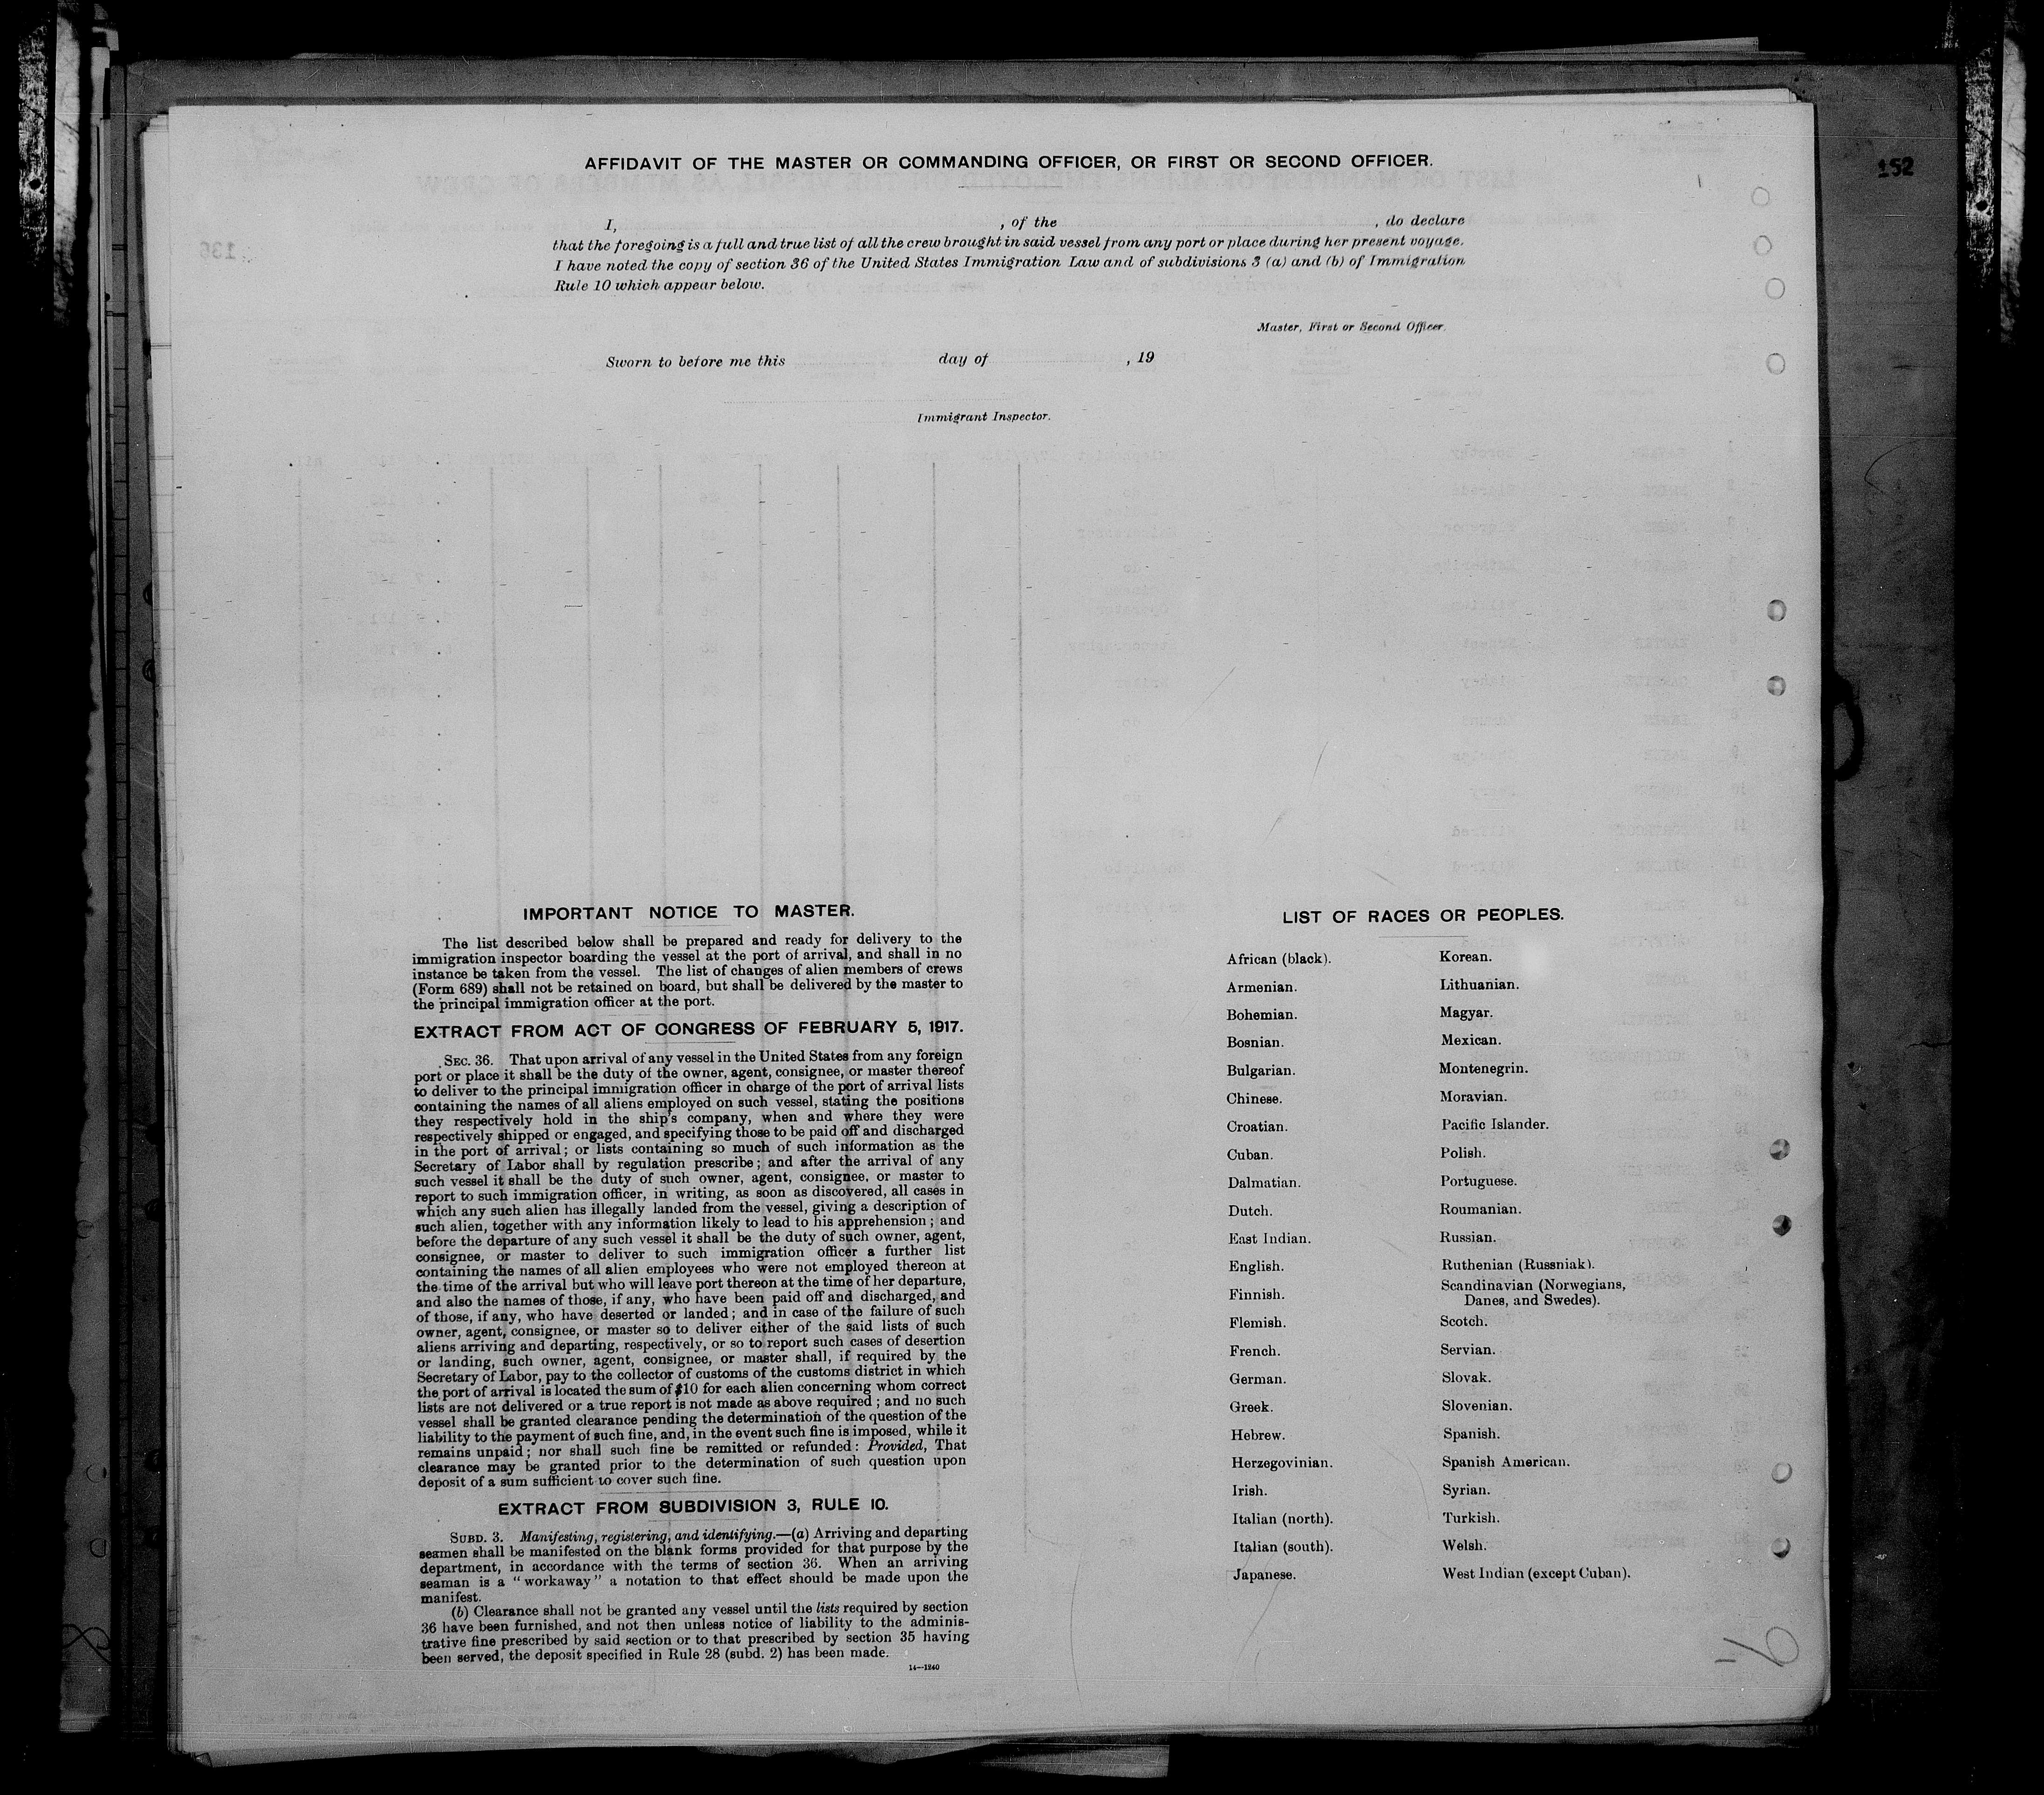 AFFIDAVIT OF THE MASTER OR COMMANDING OFFICER, OR FIRST OR SECOND OFFICER.
152
I, , of the , do declare
that the foregoing is a full and true list of all the crew brought in said vessel from any port or place during her present voyage.
I have noted the copy of section 36 of the United States Immigration Law and of subdivisions 3 (a) and (b) of Immigration
Rule 10 which appear below.
Master, First or Second Officer.
Sworn to before me this day of , 19
Immigrant Inspector.
IMPORTANT NOTICE TO MASTER.
The list described below shall be prepared and ready for delivery to the
immigration inspector boarding the vessel at the port of arrival, and shall in no
instance be taken from the vessel. The list of changes of alien members of crews
(Form 689) shall not be retained on board, but shall be delivered by the master to
the principal immigration officer at the port.
EXTRACT FROM ACT OF CONGRESS OF FEBRUARY 5, 1917.
SEC. 36. That upon arrival of any vessel in the United States from any foreign
port or place it shall be the duty of the owner, agent, consignee, or master thereof
to deliver to the principal immigration officer in charge of the port of arrival lists
containing the names of all aliens employed on such vessel, stating the positions
they respectively hold in the ship's company, when and where they were
respectively shipped or engaged, and specifying those to be paid off and discharged
in the port of arrival; or lists containing so much of such information as the
Secretary of Labor shall by regulation prescribe; and after the arrival of any
such vessel it shall be the duty of such owner, agent, consignee, or master to
report to such immigration officer, in writing, as soon as discovered, all cases in
which any such alien has illegally landed from the vessel, giving a description of
such alien, together with any information likely to lead to his apprehension; and
before the departure of any such vessel it shall be the duty of such owner, agent,
consignee, or master to deliver to such immigration officer a further list
containing the names of all alien employees who were not employed thereon at
the time of the arrival but who will leave port thereon at the time of her departure,
and also the names of those, if any, who have been paid off and discharged, and
of those, if any, who have deserted or landed; and in case of the failure of such
owner, agent, consignee, or master so to deliver either of the said lists of such
aliens arriving and departing, respectively, or so to report such cases of desertion
or landing, such owner, agent, consignee, or master shall, if required by the
Secretary of Labor, pay to the collector of customs of the customs district in which
the port of arrival is located the sum of $10 for each alien concerning whom correct
lists are not delivered or a true report is not made as above required; and no such
vessel shall be granted clearance pending the determination of the question of the
liability to the payment of such fine, and, in the event such fine is imposed, while it
remains unpaid; nor shall such fine be remitted or refunded: Provided, That
clearance may be granted prior to the determination of such question upon
deposit of a sum sufficient to cover such fine.
EXTRACT FROM SUBDIVISION 3, RULE 10.
SUBD. 3. Manifesting, registering, and identifying.—(a) Arriving and departing
seamen shall be manifested on the blank forms provided for that purpose by the
department, in accordance with the terms of section 36. When an arriving
seaman is a "workaway" a notation to that effect should be made upon the
manifest.
(b) Clearance shall not be granted any vessel until the lists required by section
36 have been furnished, and not then unless notice of liability to the adminis-
trative fine prescribed by said section or to that prescribed by section 35 having
been served, the deposit specified in Rule 28 (subd. 2) has been made.
14—1240
LIST OF RACES OR PEOPLES.
African (black).
Armenian.
Bohemian.
Bosnian.
Bulgarian.
Chinese.
Croatian.
Cuban.
Dalmatian.
Dutch.
East Indian.
English.
Finnish.
Flemish.
French.
German.
Greek.
Hebrew.
Herzegovinian.
Irish.
Italian (north).
Italian (south).
Japanese.
Korean.
Lithuanian.
Magyar.
Mexican.
Montenegrin.
Moravian.
Pacific Islander.
Polish.
Portuguese.
Roumanian.
Russian.
Ruthenian (Russniak).
Scandinavian (Norwegians,
Danes, and Swedes).
Scotch.
Servian.
Slovak.
Slovenian.
Spanish.
Spanish American.
Syrian.
Turkish.
Welsh.
West Indian (except Cuban).